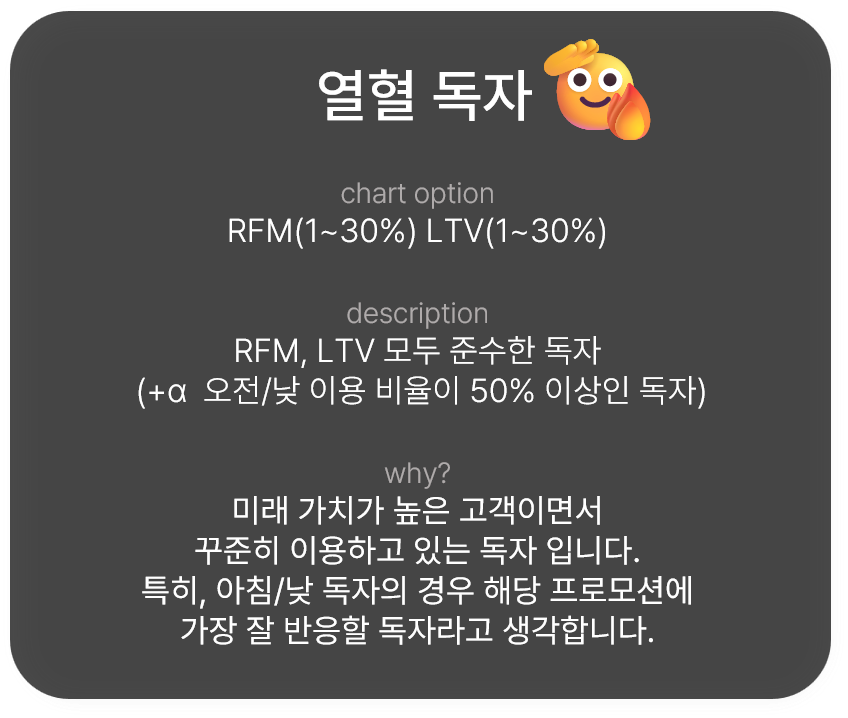 열혈 독자
chart option
RFM(1~30%) LTV(1~30%)
description
RFM, LTV 모두 준수한 독자
(+α 오전/낮 이용 비율이 50% 이상인 독자)
why?
미래 가치가 높은 고객이면서
꾸준히 이용하고 있는 독자 입니다.
특히, 아침/낮 독자의 경우 해당 프로모션에
가장 잘 반응할 독자라고 생각합니다.